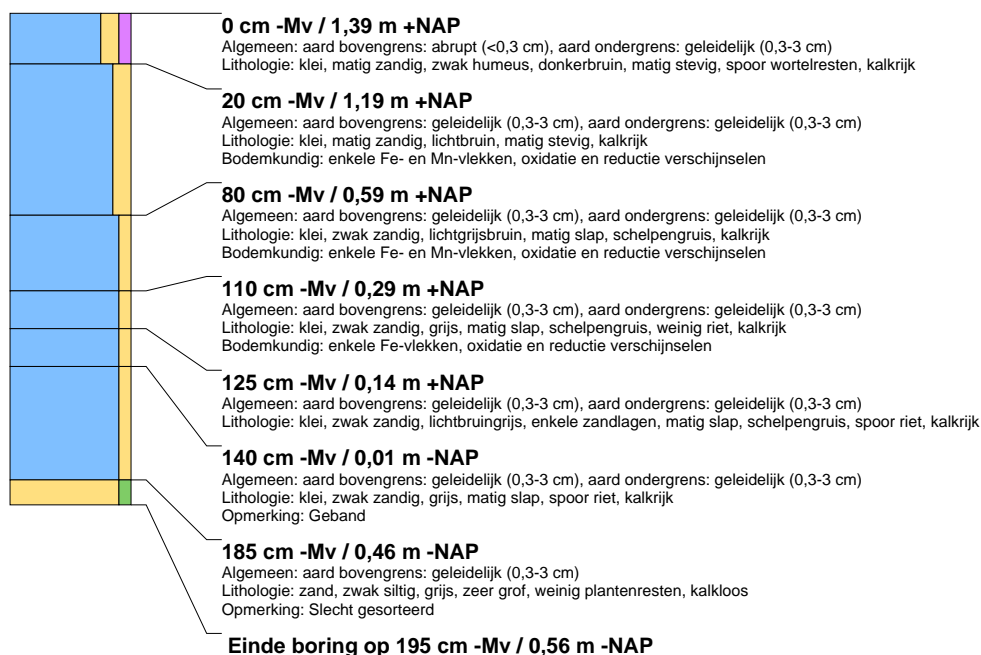 0 cm -Mv / 1,39 m +NAP
Algemeen: aard bovengrens: abrupt (<0,3 cm), aard ondergrens: geleidelijk (0,3-3 cm)
Lithologie: klei, matig zandig, zwak humeus, donkerbruin, matig stevig, spoor wortelresten, kalkrijk
20 cm -Mv / 1,19 m +NAP
Algemeen: aard bovengrens: geleidelijk (0,3-3 cm), aard ondergrens: geleidelijk (0,3-3 cm)
Lithologie: klei, matig zandig, lichtbruin, matig stevig, kalkrijk
Bodemkundig: enkele Fe- en Mn-vlekken, oxidatie en reductie verschijnselen
80 cm -Mv / 0,59 m +NAP
Algemeen: aard bovengrens: geleidelijk (0,3-3 cm), aard ondergrens: geleidelijk (0,3-3 cm)
Lithologie: klei, zwak zandig, lichtgrijsbruin, matig slap, schelpengruis, kalkrijk
Bodemkundig: enkele Fe- en Mn-vlekken, oxidatie en reductie verschijnselen
110 cm -Mv / 0,29 m +NAP
Algemeen: aard bovengrens: geleidelijk (0,3-3 cm), aard ondergrens: geleidelijk (0,3-3 cm)
Lithologie: klei, zwak zandig, grijs, matig slap, schelpengruis, weinig riet, kalkrijk
Bodemkundig: enkele Fe-vlekken, oxidatie en reductie verschijnselen
125 cm -Mv / 0,14 m +NAP
Algemeen: aard bovengrens: geleidelijk (0,3-3 cm), aard ondergrens: geleidelijk (0,3-3 cm)
Lithologie: klei, zwak zandig, lichtbruingrijs, enkele zandlagen, matig slap, schelpengruis, spoor riet, kalkrijk
140 cm -Mv / 0,01 m -NAP
Algemeen: aard bovengrens: geleidelijk (0,3-3 cm), aard ondergrens: geleidelijk (0,3-3 cm)
Lithologie: klei, zwak zandig, grijs, matig slap, spoor riet, kalkrijk
Opmerking: Geband
185 cm -Mv / 0,46 m -NAP
Algemeen: aard bovengrens: geleidelijk (0,3-3 cm)
Lithologie: zand, zwak siltig, grijs, zeer grof, weinig plantenresten, kalkloos
Opmerking: Slecht gesorteerd
Einde boring op 195 cm -Mv / 0,56 m -NAP